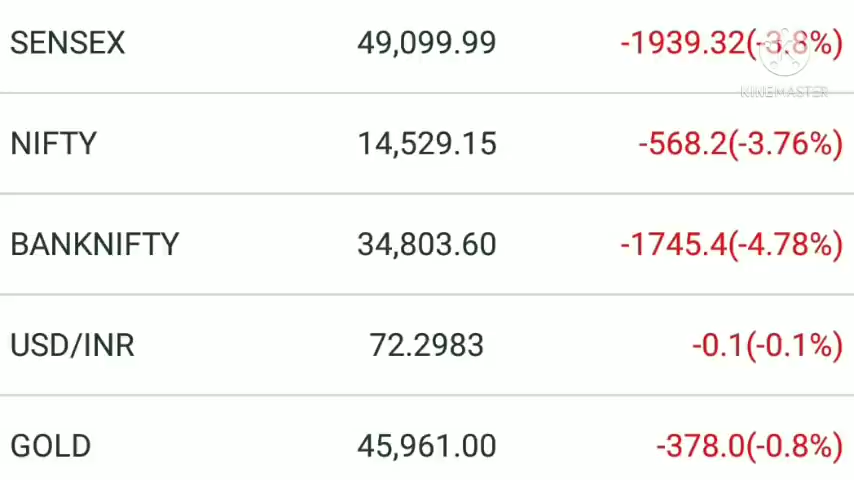 SENSEX 49,099.99 -1939.32(-3.8%)
KINEMASTER
NIFTY 14,529.15 -568.2(-3.76%)
BANKNIFTY 34,803.60 -1745.4(-4.78%)
USD/INR 72.2983 -0.1(-0.1%)
GOLD 45,961.00 -378.0(-0.8%)